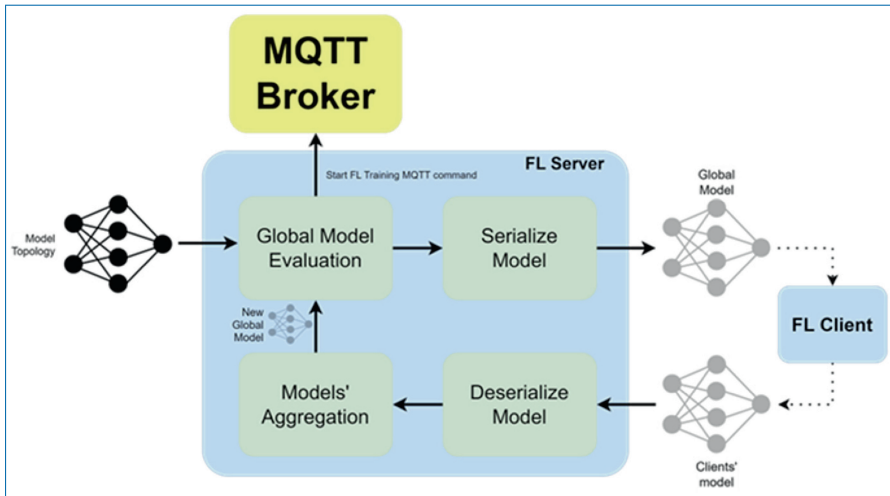 MQTT
Broker
FL Server
Start FL Training MQTT command
Global
Model
Model
Topology
Global Model
Evaluation
Serialize
Model
New
Global
Model
FL Client
Models'
Aggregation
Deserialize
Model
Clients'
model